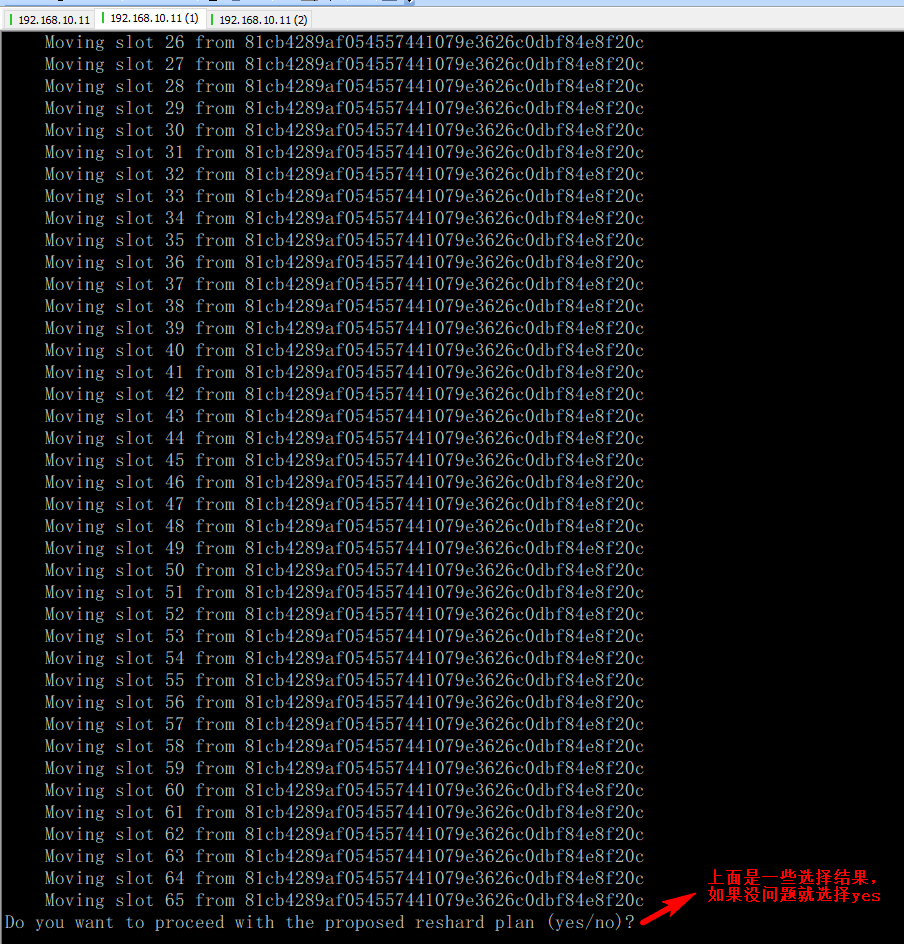 192.168.10.11
192.168.10.11 (1)
192.168.10.11 (2)
Moving slot 26 from 81cb4289af054557441079e3626c0dbf84e8f20c
Moving slot 27 from 81cb4289af054557441079e3626c0dbf84e8f20c
Moving slot 28 from 81cb4289af054557441079e3626c0dbf84e8f20c
Moving slot 29 from 81cb4289af054557441079e3626c0dbf84e8f20c
Moving slot 30 from 81cb4289af054557441079e3626c0dbf84e8f20c
Moving slot 31 from 81cb4289af054557441079e3626c0dbf84e8f20c
Moving slot 32 from 81cb4289af054557441079e3626c0dbf84e8f20c
Moving slot 33 from 81cb4289af054557441079e3626c0dbf84e8f20c
Moving slot 34 from 81cb4289af054557441079e3626c0dbf84e8f20c
Moving slot 35 from 81cb4289af054557441079e3626c0dbf84e8f20c
Moving slot 36 from 81cb4289af054557441079e3626c0dbf84e8f20c
Moving slot 37 from 81cb4289af054557441079e3626c0dbf84e8f20c
Moving slot 38 from 81cb4289af054557441079e3626c0dbf84e8f20c
Moving slot 39 from 81cb4289af054557441079e3626c0dbf84e8f20c
Moving slot 40 from 81cb4289af054557441079e3626c0dbf84e8f20c
Moving slot 41 from 81cb4289af054557441079e3626c0dbf84e8f20c
Moving slot 42 from 81cb4289af054557441079e3626c0dbf84e8f20c
Moving slot 43 from 81cb4289af054557441079e3626c0dbf84e8f20c
Moving slot 44 from 81cb4289af054557441079e3626c0dbf84e8f20c
Moving slot 45 from 81cb4289af054557441079e3626c0dbf84e8f20c
Moving slot 46 from 81cb4289af054557441079e3626c0dbf84e8f20c
Moving slot 47 from 81cb4289af054557441079e3626c0dbf84e8f20c
Moving slot 48 from 81cb4289af054557441079e3626c0dbf84e8f20c
Moving slot 49 from 81cb4289af054557441079e3626c0dbf84e8f20c
Moving slot 50 from 81cb4289af054557441079e3626c0dbf84e8f20c
Moving slot 51 from 81cb4289af054557441079e3626c0dbf84e8f20c
Moving slot 52 from 81cb4289af054557441079e3626c0dbf84e8f20c
Moving slot 53 from 81cb4289af054557441079e3626c0dbf84e8f20c
Moving slot 54 from 81cb4289af054557441079e3626c0dbf84e8f20c
Moving slot 55 from 81cb4289af054557441079e3626c0dbf84e8f20c
Moving slot 56 from 81cb4289af054557441079e3626c0dbf84e8f20c
Moving slot 57 from 81cb4289af054557441079e3626c0dbf84e8f20c
Moving slot 58 from 81cb4289af054557441079e3626c0dbf84e8f20c
Moving slot 59 from 81cb4289af054557441079e3626c0dbf84e8f20c
Moving slot 60 from 81cb4289af054557441079e3626c0dbf84e8f20c
Moving slot 61 from 81cb4289af054557441079e3626c0dbf84e8f20c
Moving slot 62 from 81cb4289af054557441079e3626c0dbf84e8f20c
Moving slot 63 from 81cb4289af054557441079e3626c0dbf84e8f20c
Moving slot 64 from 81cb4289af054557441079e3626c0dbf84e8f20c
Moving slot 65 from 81cb4289af054557441079e3626c0dbf84e8f20c
Do you want to proceed with the proposed reshard plan (yes/no)?
上面是一些选择结果，
如果没问题就选择yes